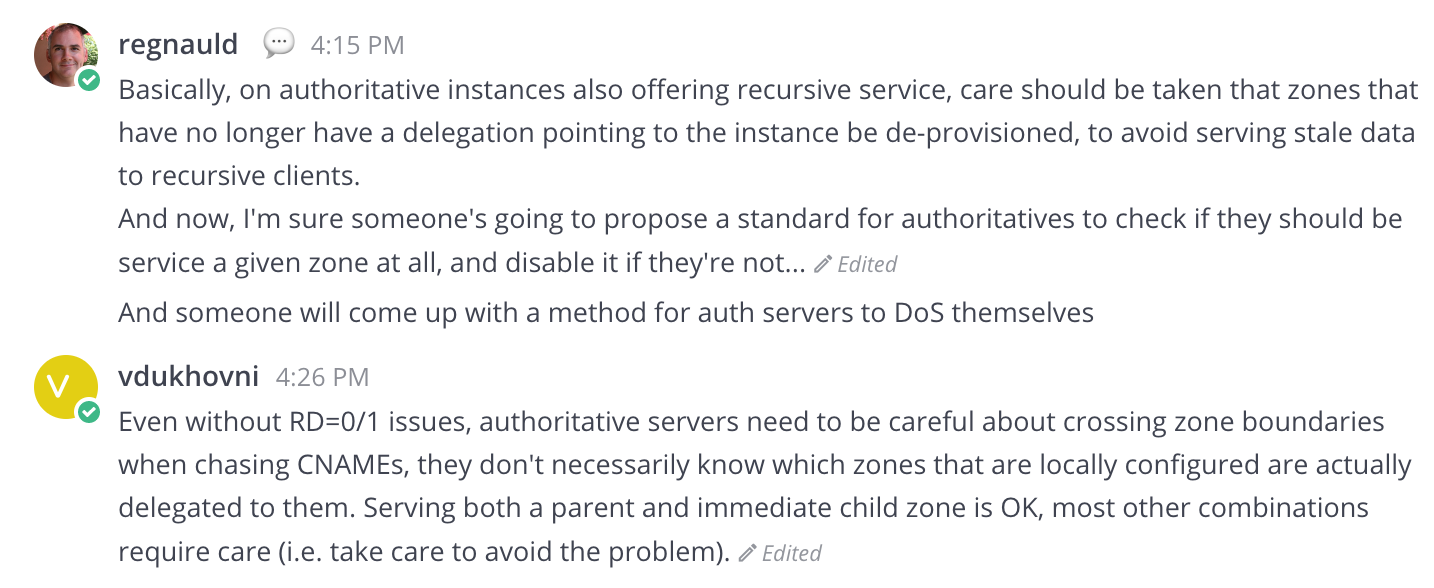 regnauld 4:15 PM
Basically, on authoritative instances also offering recursive service, care should be taken that zones that
have no longer have a delegation pointing to the instance be de-provisioned, to avoid serving stale data
to recursive clients.
And now, I'm sure someone's going to propose a standard for authoritatives to check if they should be
service a given zone at all, and disable it if they're not... Edited
And someone will come up with a method for auth servers to DoS themselves
V
vdukhovni 4:26 PM
Even without RD=0/1 issues, authoritative servers need to be careful about crossing zone boundaries
when chasing CNAMEs, they don't necessarily know which zones that are locally configured are actually
delegated to them. Serving both a parent and immediate child zone is OK, most other combinations
require care (i.e. take care to avoid the problem). Edited